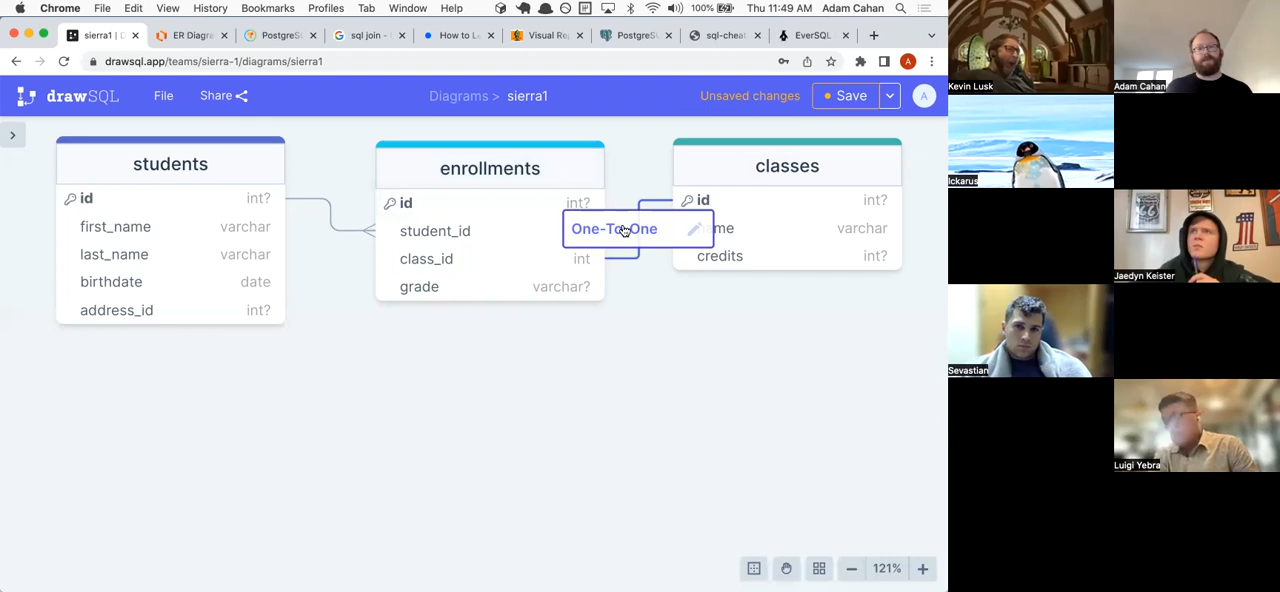 Chrome File Edit View History Bookmarks Profiles Tab Window Help 100% Thu 11:49 AM Adam Cahan
sierra1 | D ER Diagra PostgreS sql join - How to L Visual Re PostgreS sql-cheat EverSQL
drawsql.app/teams/sierra-1/diagrams/sierra1 A
drawSQL File Share Diagrams > sierra1 Unsaved changes Save A
students
id int?
first_name varchar
last_name varchar
birthdate date
address_id int?
enrollments
id int?
student_id
class_id int
grade varchar?
One-To-One
classes
id int?
name varchar
credits int?
121%
Kevin Lusk
Adam Cahan
Ickarus
Jaedyn Keister
Sevastian
Luigi Yebra